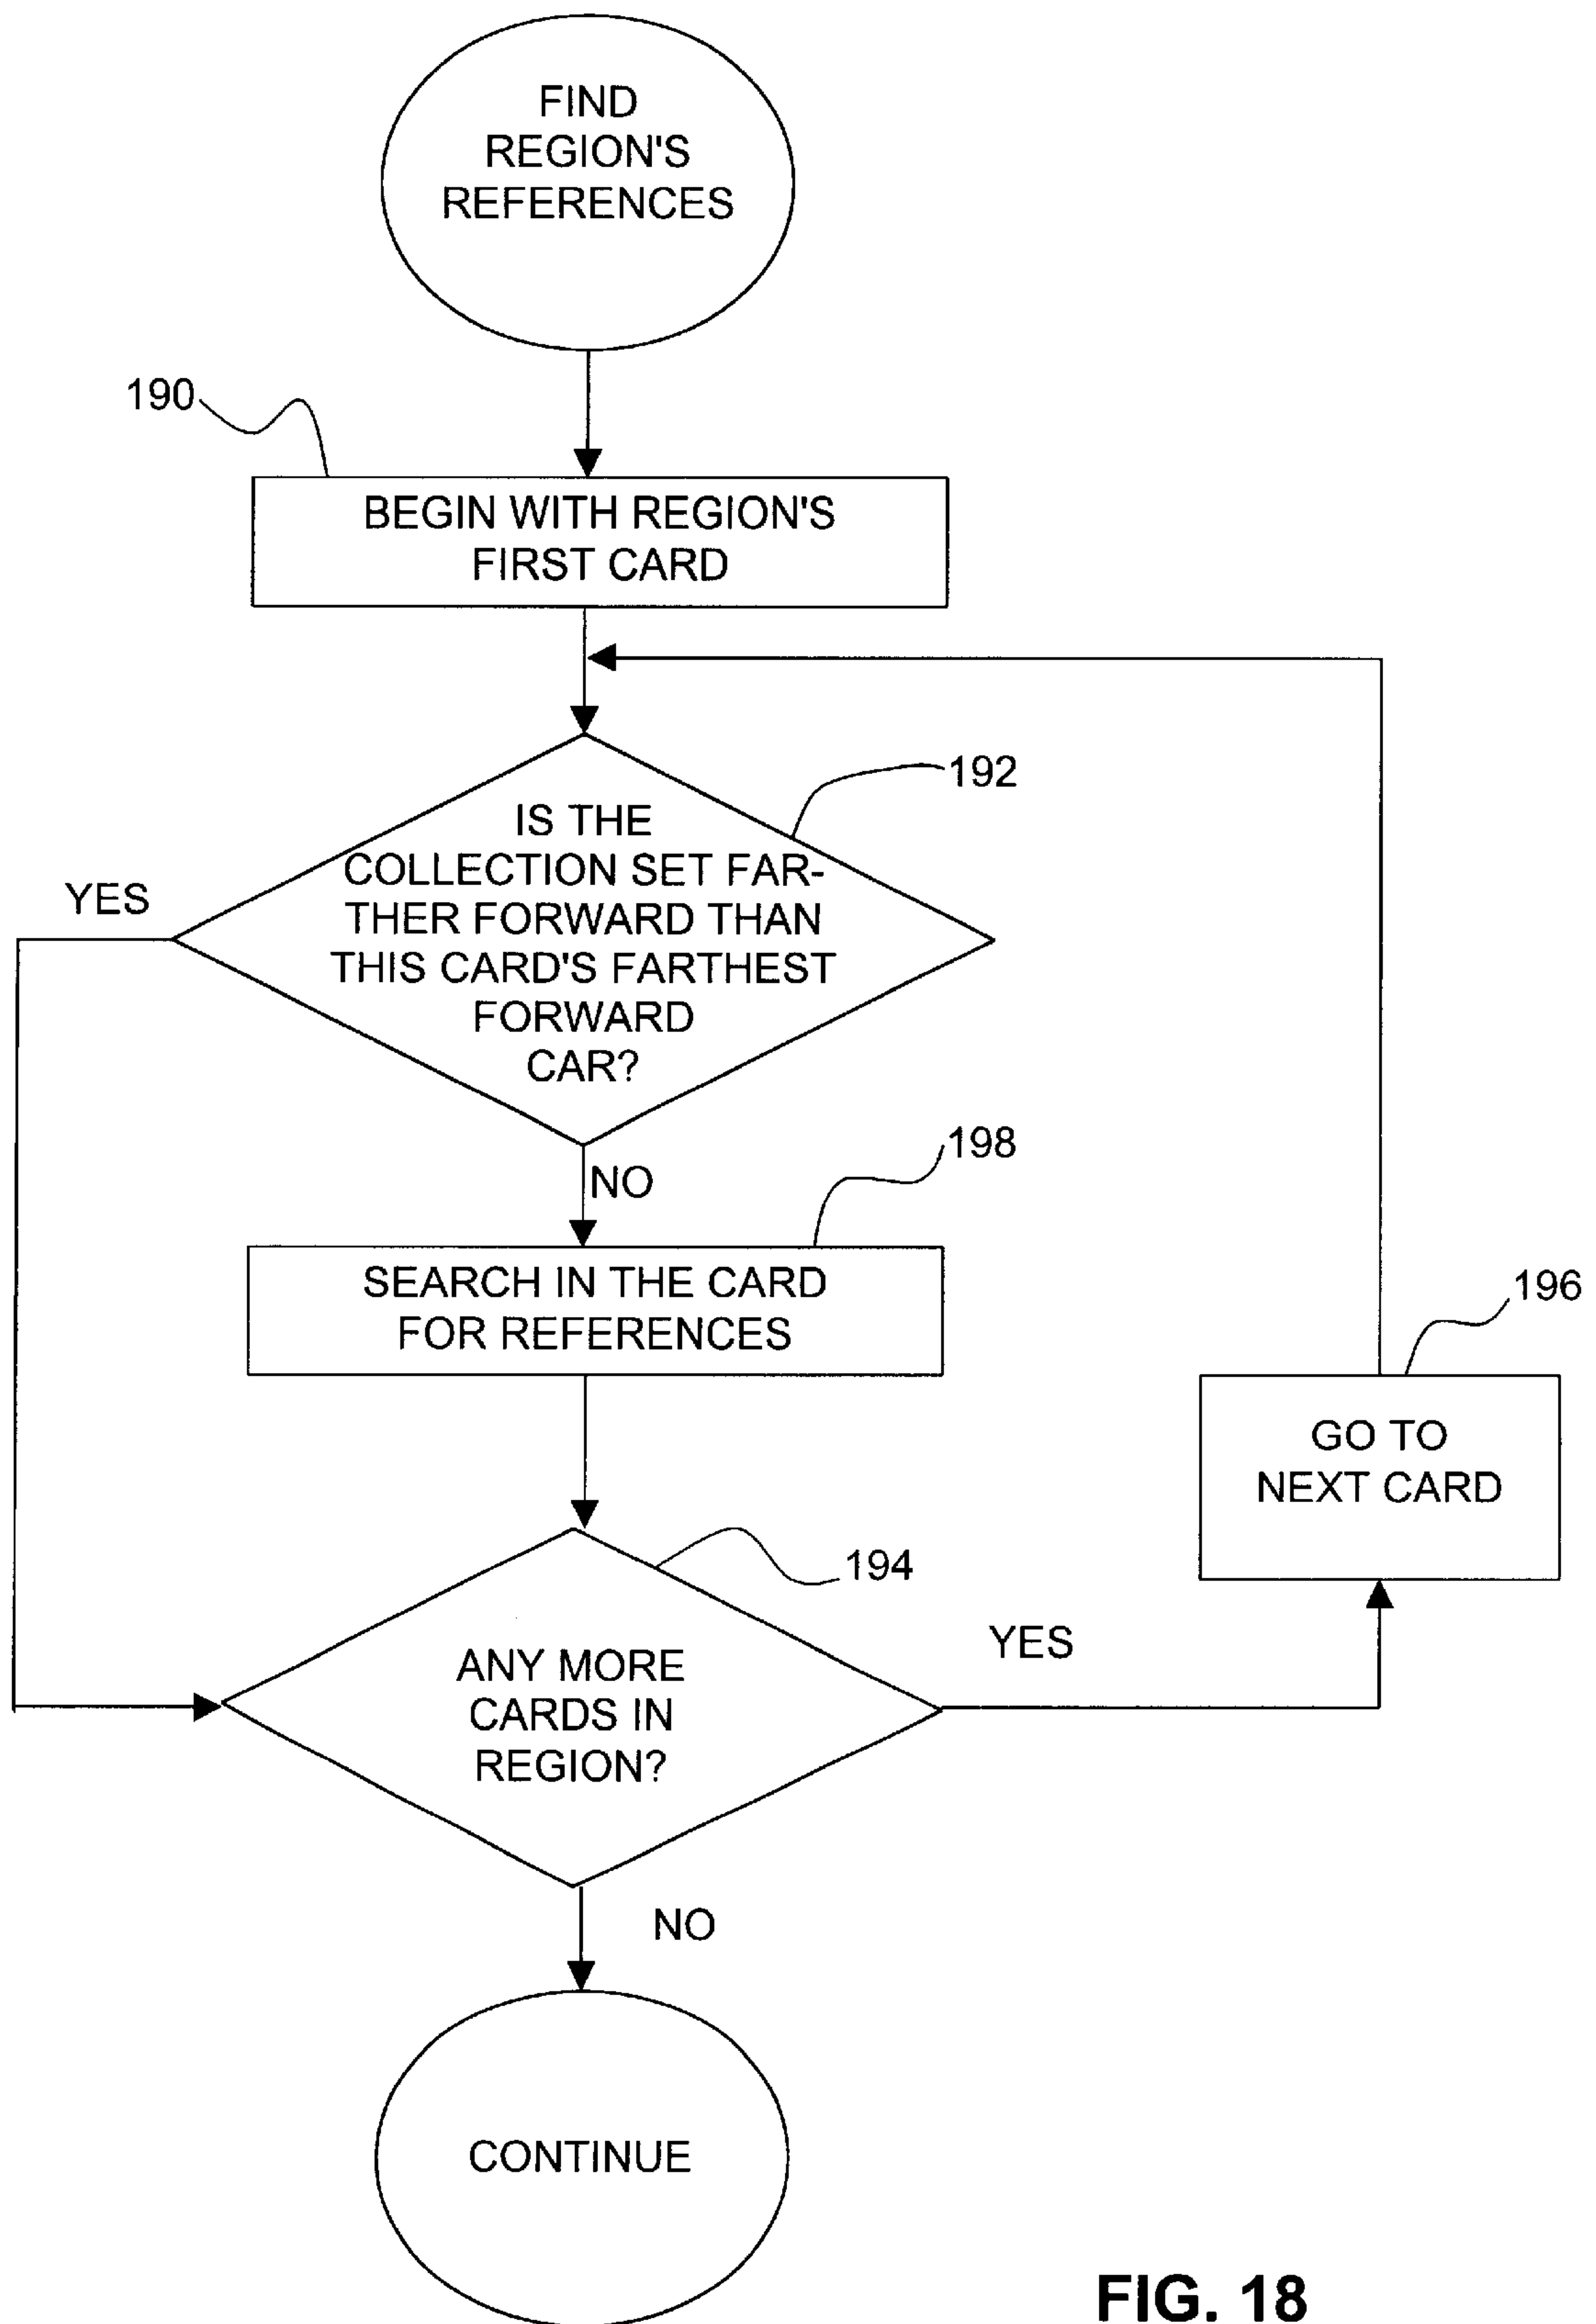 FIND
REGION'S
REFERENCES
190
BEGIN WITH REGION'S
FIRST CARD
192
IS THE
COLLECTION SET FAR-
THER FORWARD THAN
THIS CARD'S FARTHEST
FORWARD
CAR?
YES
NO
198
SEARCH IN THE CARD
FOR REFERENCES
196
GO TO
NEXT CARD
194
ANY MORE
CARDS IN
REGION?
YES
NO
CONTINUE
FIG. 18